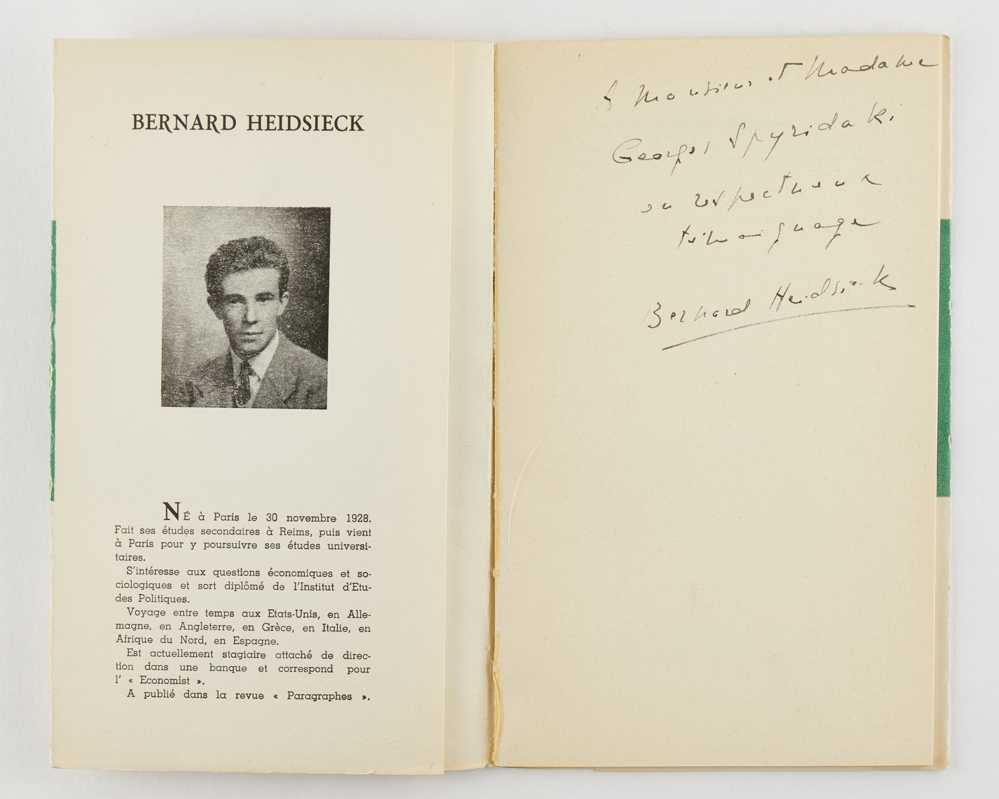 BERNARD HEIDSIECK
NÉ à Paris le 30 novembre 1928.
Fait ses études secondaires à Reims, puis vient
à Paris pour y poursuivre ses études universi-
taires.
S'intéresse aux questions économiques et so-
ciologiques et sort diplômé de l'Institut d'Etu-
des Politiques.
Voyage entre temps aux Etats-Unis, en Alle-
magne, en Angleterre, en Grèce, en Italie, en
Afrique du Nord, en Espagne.
Est actuellement stagiaire attaché de direc-
tion dans une banque et correspond pour
l' « Economist ».
A publié dans la revue « Paragraphes ».
à Monsieur et Madame
Georges Spyridaki
en respectueux
témoignage
Bernard Heidsieck